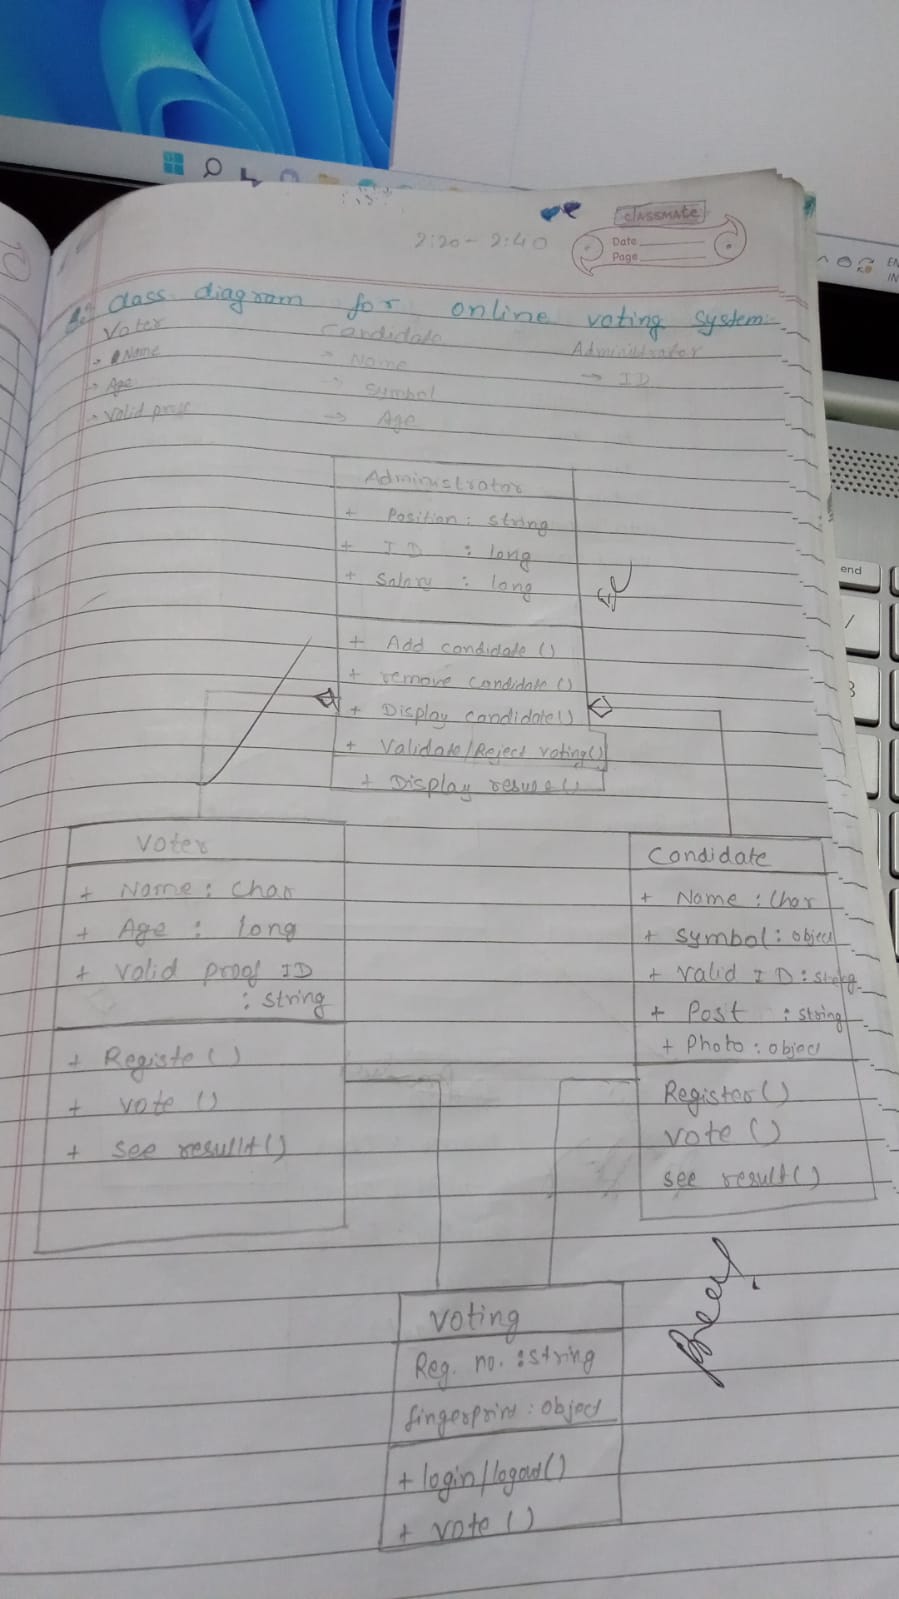 2:20 - 2:40
CLASSMATE
Date
Page
Class diagram for online voting system:-
Voter
→ Name
→ Age
→ Valid proof
Candidate
→ Name
→ Symbol
→ Age
Administrator
→ ID
Administrator
+ Position : string
+ ID : long
+ Salary : long
+ Add candidate ()
+ remove candidate ()
+ Display candidate()
+ Validate/Reject voting()
+ Display
Voter
+ Name : Char
+ Age : long
+ Valid proof ID
: string
+ Registe ()
+ vote ()
+ see resullt()
Candidate
+ Name : Char
+ Symbol : object
+ Valid ID : string
+ Post : string
+ Photo : object
Register()
vote ()
see result()
Voting
Reg. no. : string
fingerprint : object
+ login/logout()
+ vote ()
end
EN
IN